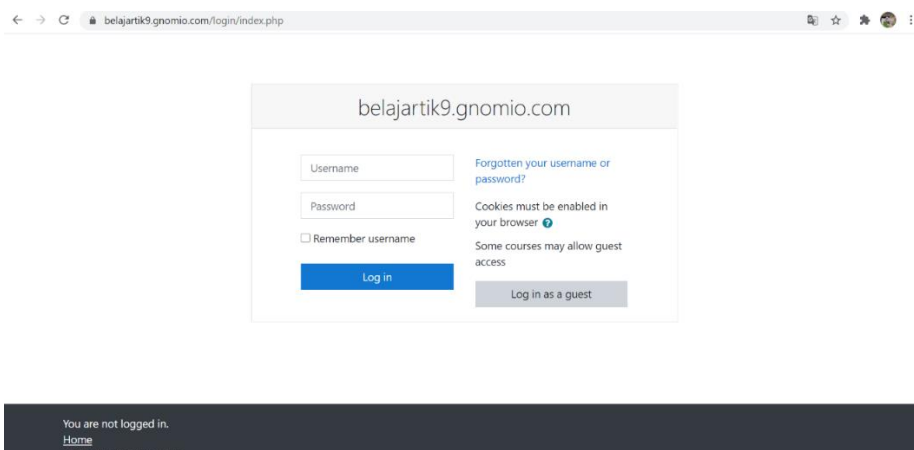 belajartik9.gnomio.com/login/index.php
belajartik9.gnomio.com
Username
Password
Remember username
Log in
Forgotten your username or
password?
Cookies must be enabled in
your browser
Some courses may allow guest
access
Log in as a guest
You are not logged in.
Home